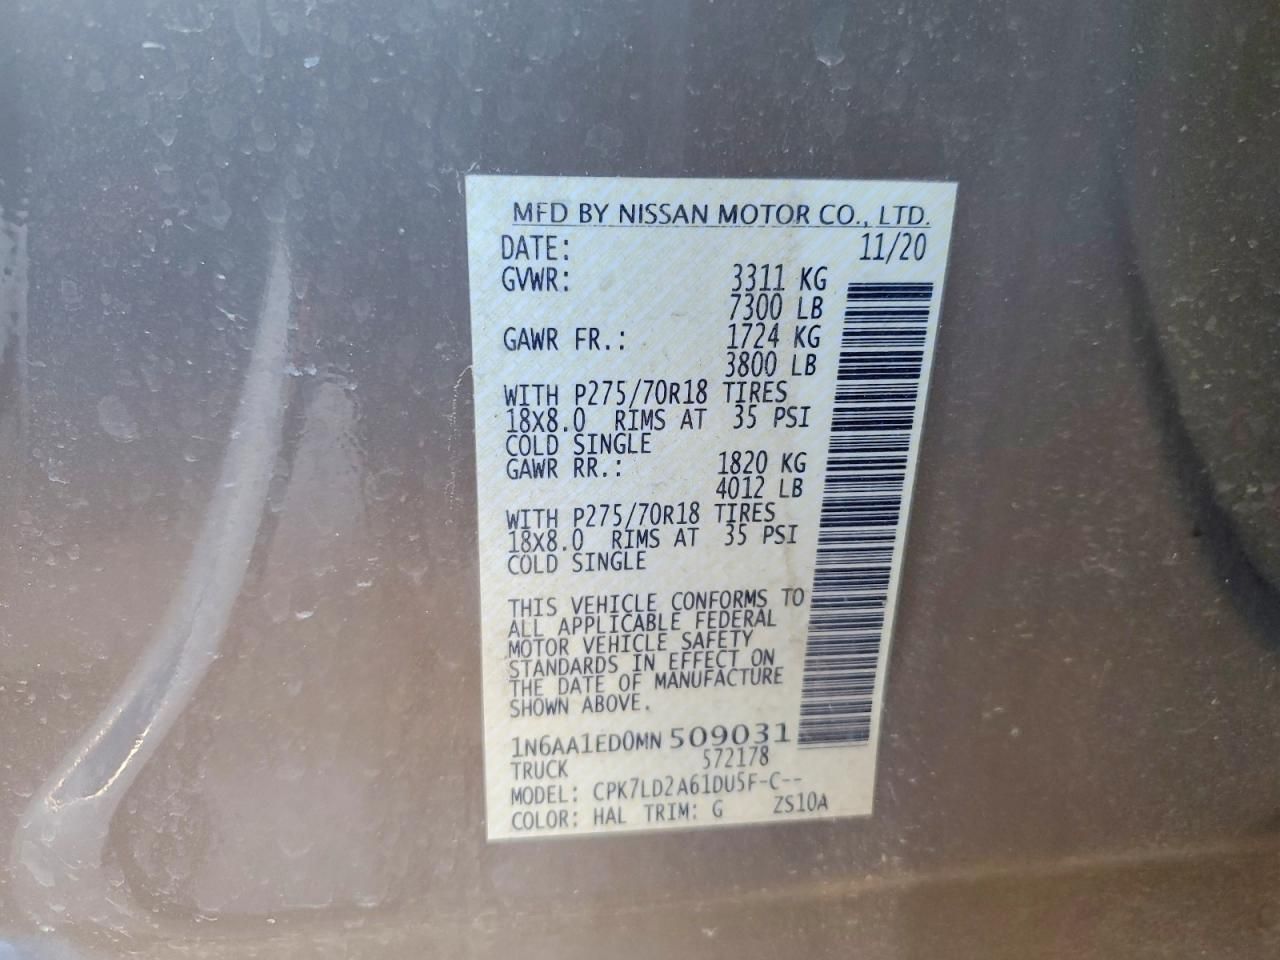 MFD BY NISSAN MOTOR CO., LTD.
DATE: 11/20
GVWR: 3311 KG
7300 LB
GAWR FR.: 1724 KG
3800 LB
WITH P275/70R18 TIRES
18X8.0 RIMS AT 35 PSI
COLD SINGLE
GAWR RR.: 1820 KG
4012 LB
WITH P275/70R18 TIRES
18X8.0 RIMS AT 35 PSI
COLD SINGLE
THIS VEHICLE CONFORMS TO
ALL APPLICABLE FEDERAL
MOTOR VEHICLE SAFETY
STANDARDS IN EFFECT ON
THE DATE OF MANUFACTURE
SHOWN ABOVE.
1N6AA1ED0MN509031
TRUCK 572178
MODEL: CPK7LD2A61DU5F-C--
COLOR: HAL TRIM: G ZS10A